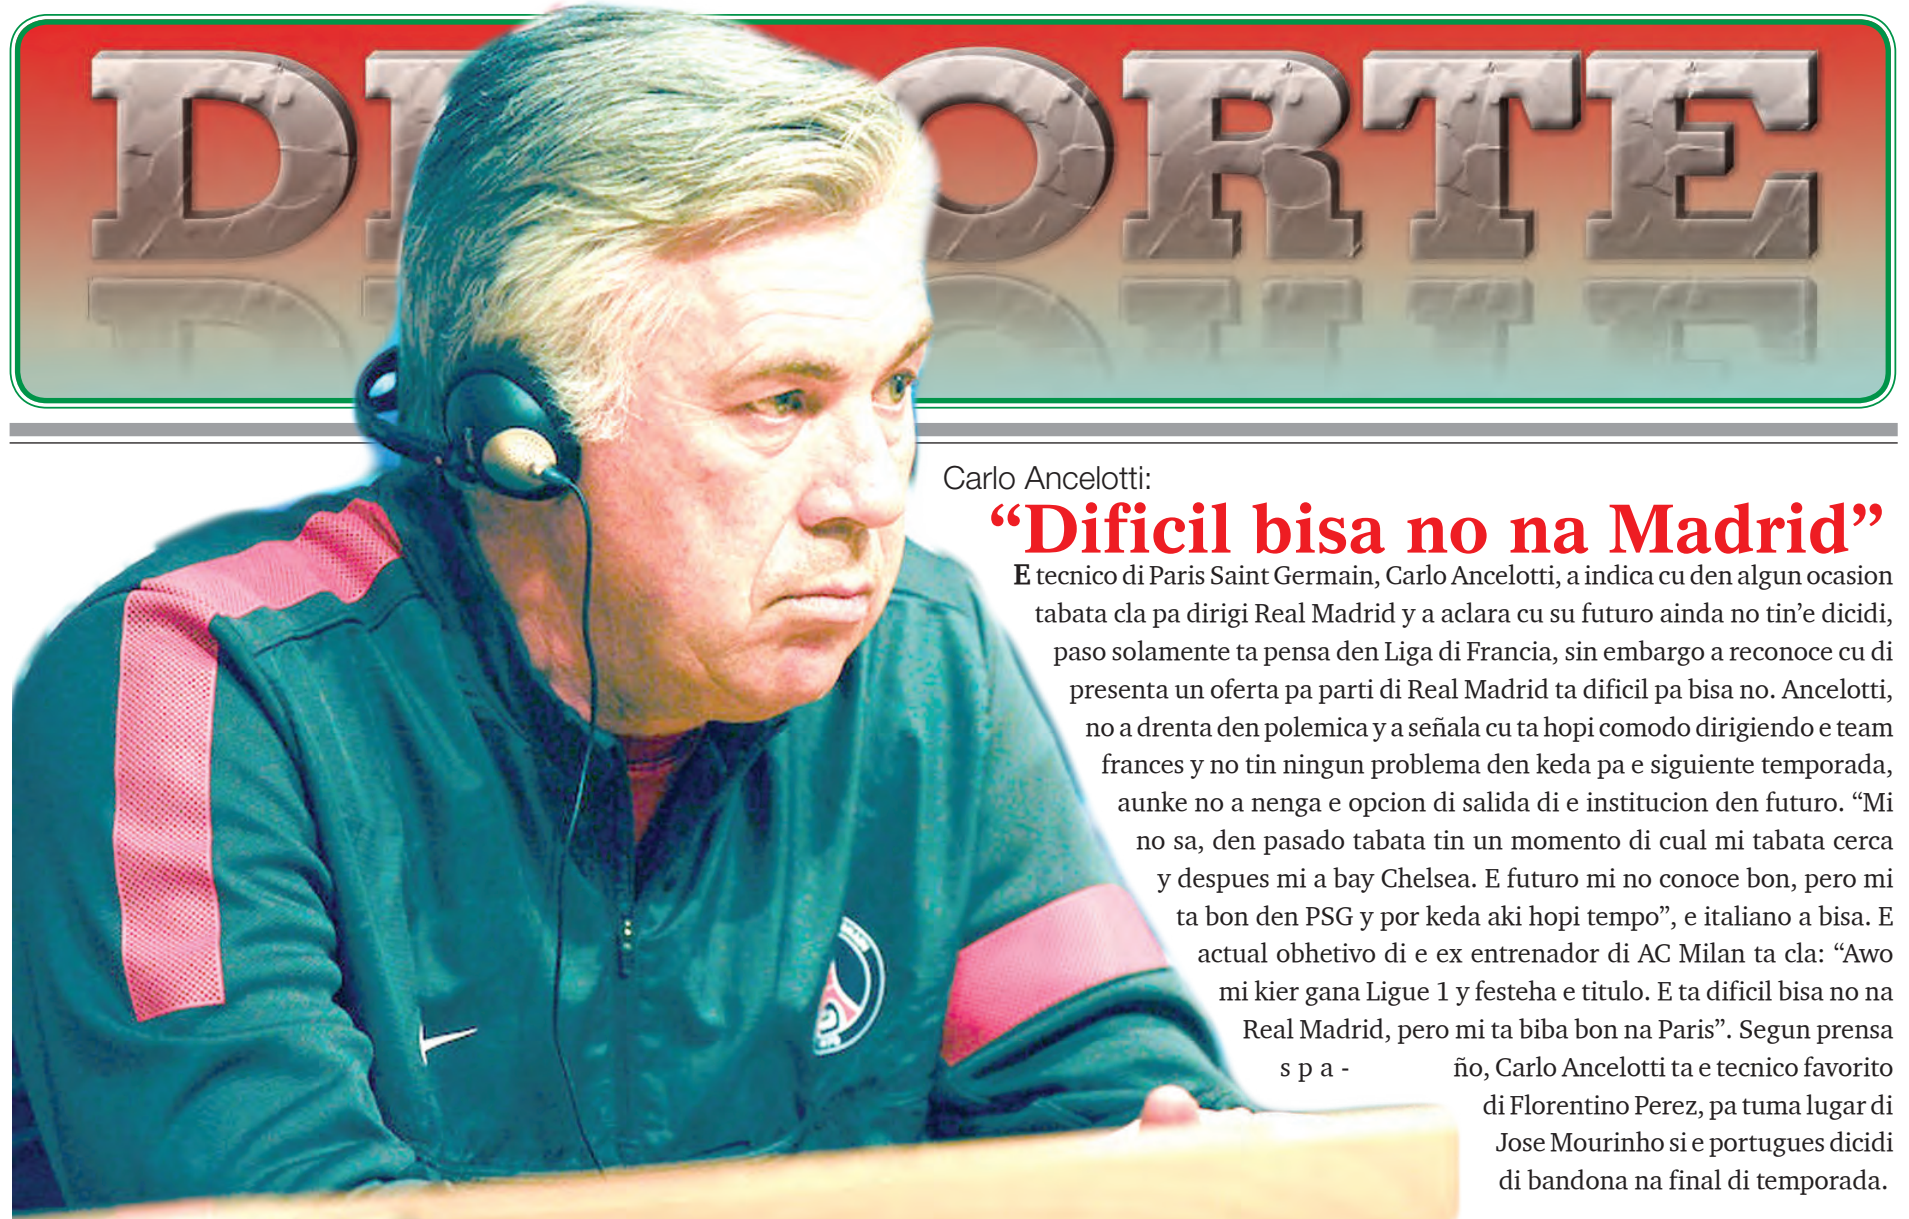 DEPORTE
Carlo Ancelotti:
“Dificil bisa no na Madrid”
E tecnico di Paris Saint Germain, Carlo Ancelotti, a indica cu den algun ocasion
tabata cla pa dirigi Real Madrid y a aclara cu su futuro ainda no tin’e dicidi,
paso solamente ta pensa den Liga di Francia, sin embargo a reconoce cu di
presenta un oferta pa parti di Real Madrid ta dificil pa bisa no. Ancelotti,
no a drenta den polemica y a señala cu ta hopi comodo dirigiendo e team
frances y no tin ningun problema den keda pa e siguiente temporada,
aunke no a nenga e opcion di salida di e institucion den futuro. “Mi
no sa, den pasado tabata tin un momento di cual mi tabata cerca
y despues mi a bay Chelsea. E futuro mi no conoce bon, pero mi
ta bon den PSG y por keda aki hopi tempo”, e italiano a bisa. E
actual obhetivo di e ex entrenador di AC Milan ta cla: “Awo
mi kier gana Ligue 1 y festeha e titulo. E ta dificil bisa no na
Real Madrid, pero mi ta biba bon na Paris”. Segun prensa
spa- ño, Carlo Ancelotti ta e tecnico favorito
di Florentino Perez, pa tuma lugar di
Jose Mourinho si e portugues dicidi
di bandona na final di temporada.